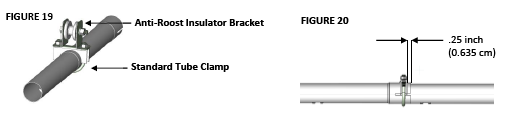 FIGURE 19
Anti-Roost Insulator Bracket
Standard Tube Clamp
FIGURE 20
.25 inch
(0.635 cm)